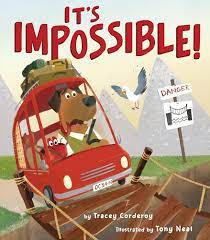 IT'S
IMPOSSIBLE!
DANGER
by Tracey Corderoy
Illustrated by Tony Neal